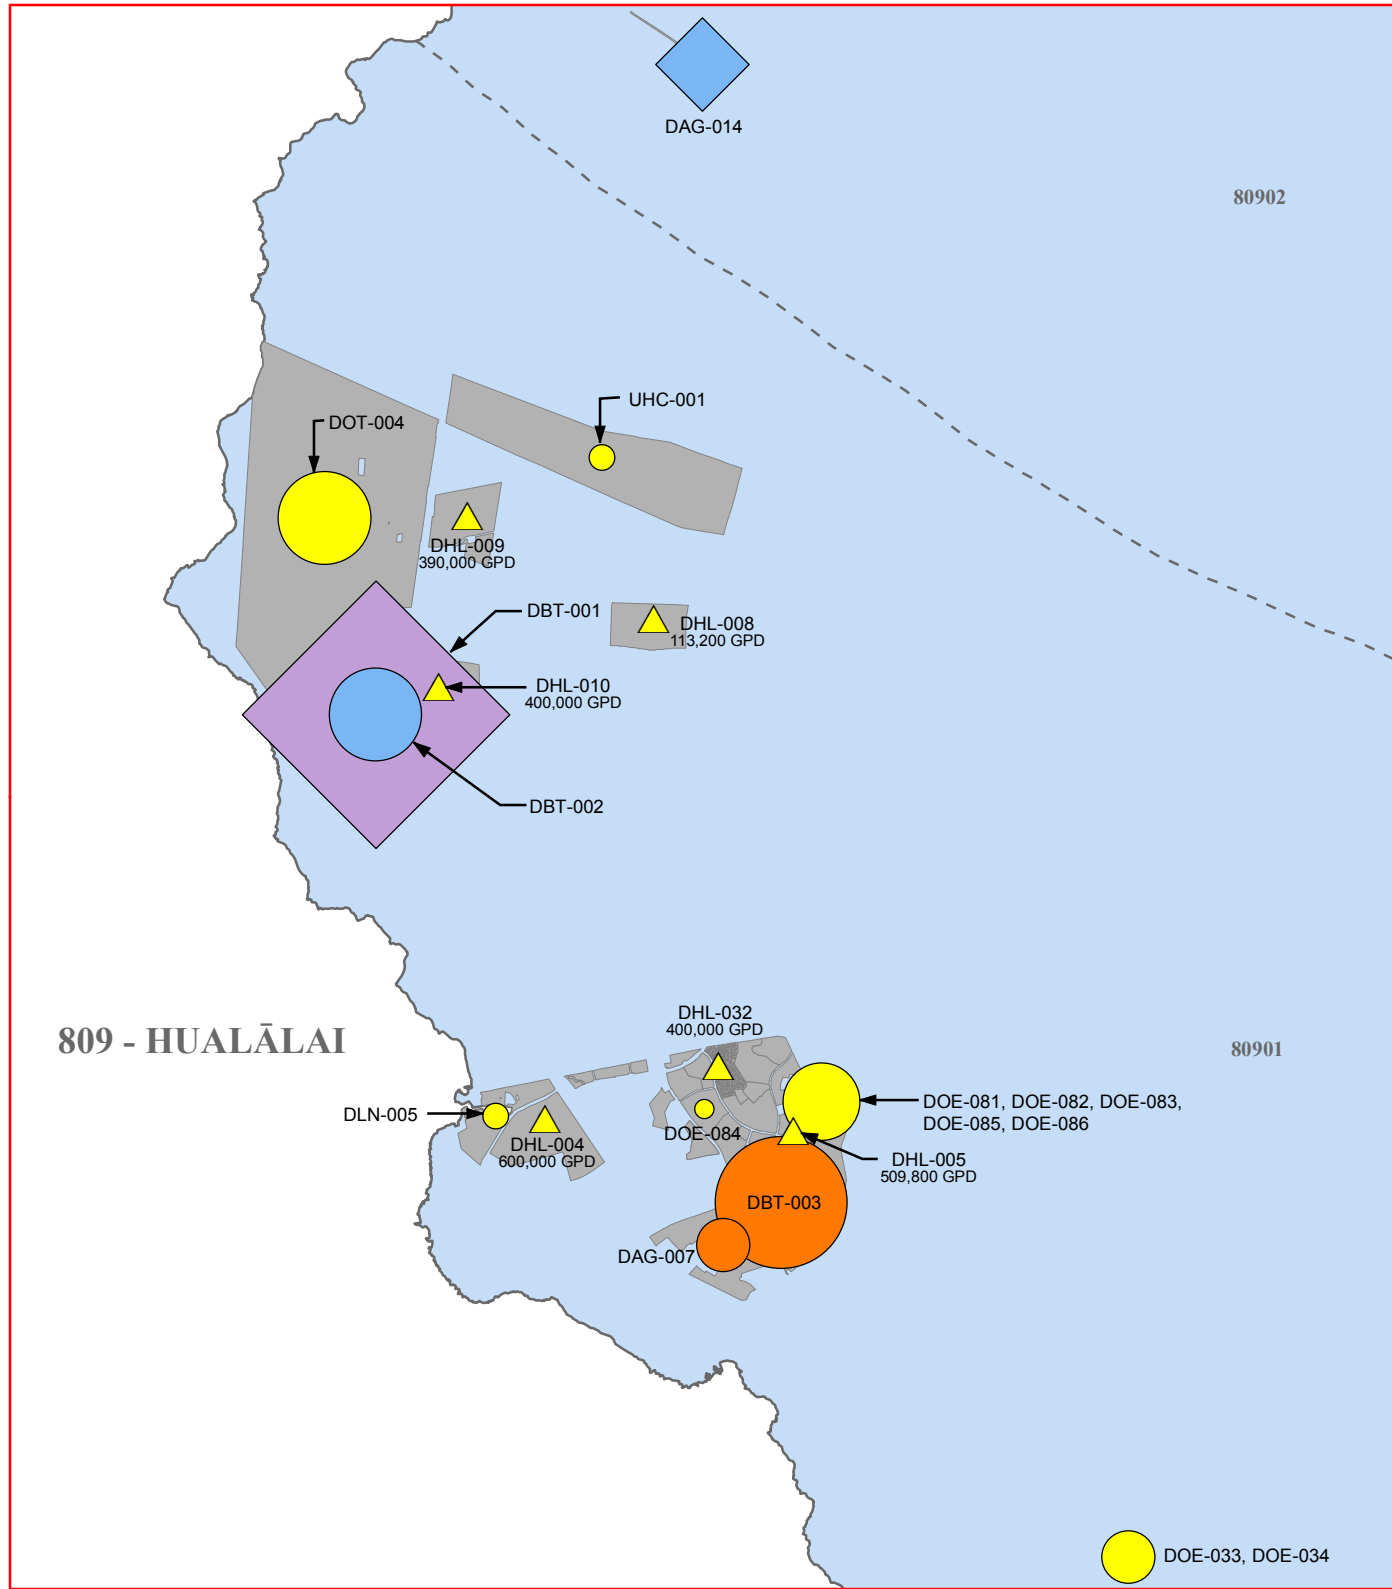 DAG-014
80902
UHC-001
DOT-004
DHL-009
390,000 GPD
DBT-001
DHL-008
113,200 GPD
DHL-010
400,000 GPD
DBT-002
DHL-032
400,000 GPD
809 - HUALĀLAI
80901
DLN-005
DHL-004
600,000 GPD
DOE-084
DOE-081, DOE-082, DOE-083,
DOE-085, DOE-086
DHL-005
509,800 GPD
DBT-003
DAG-007
DOE-033, DOE-034